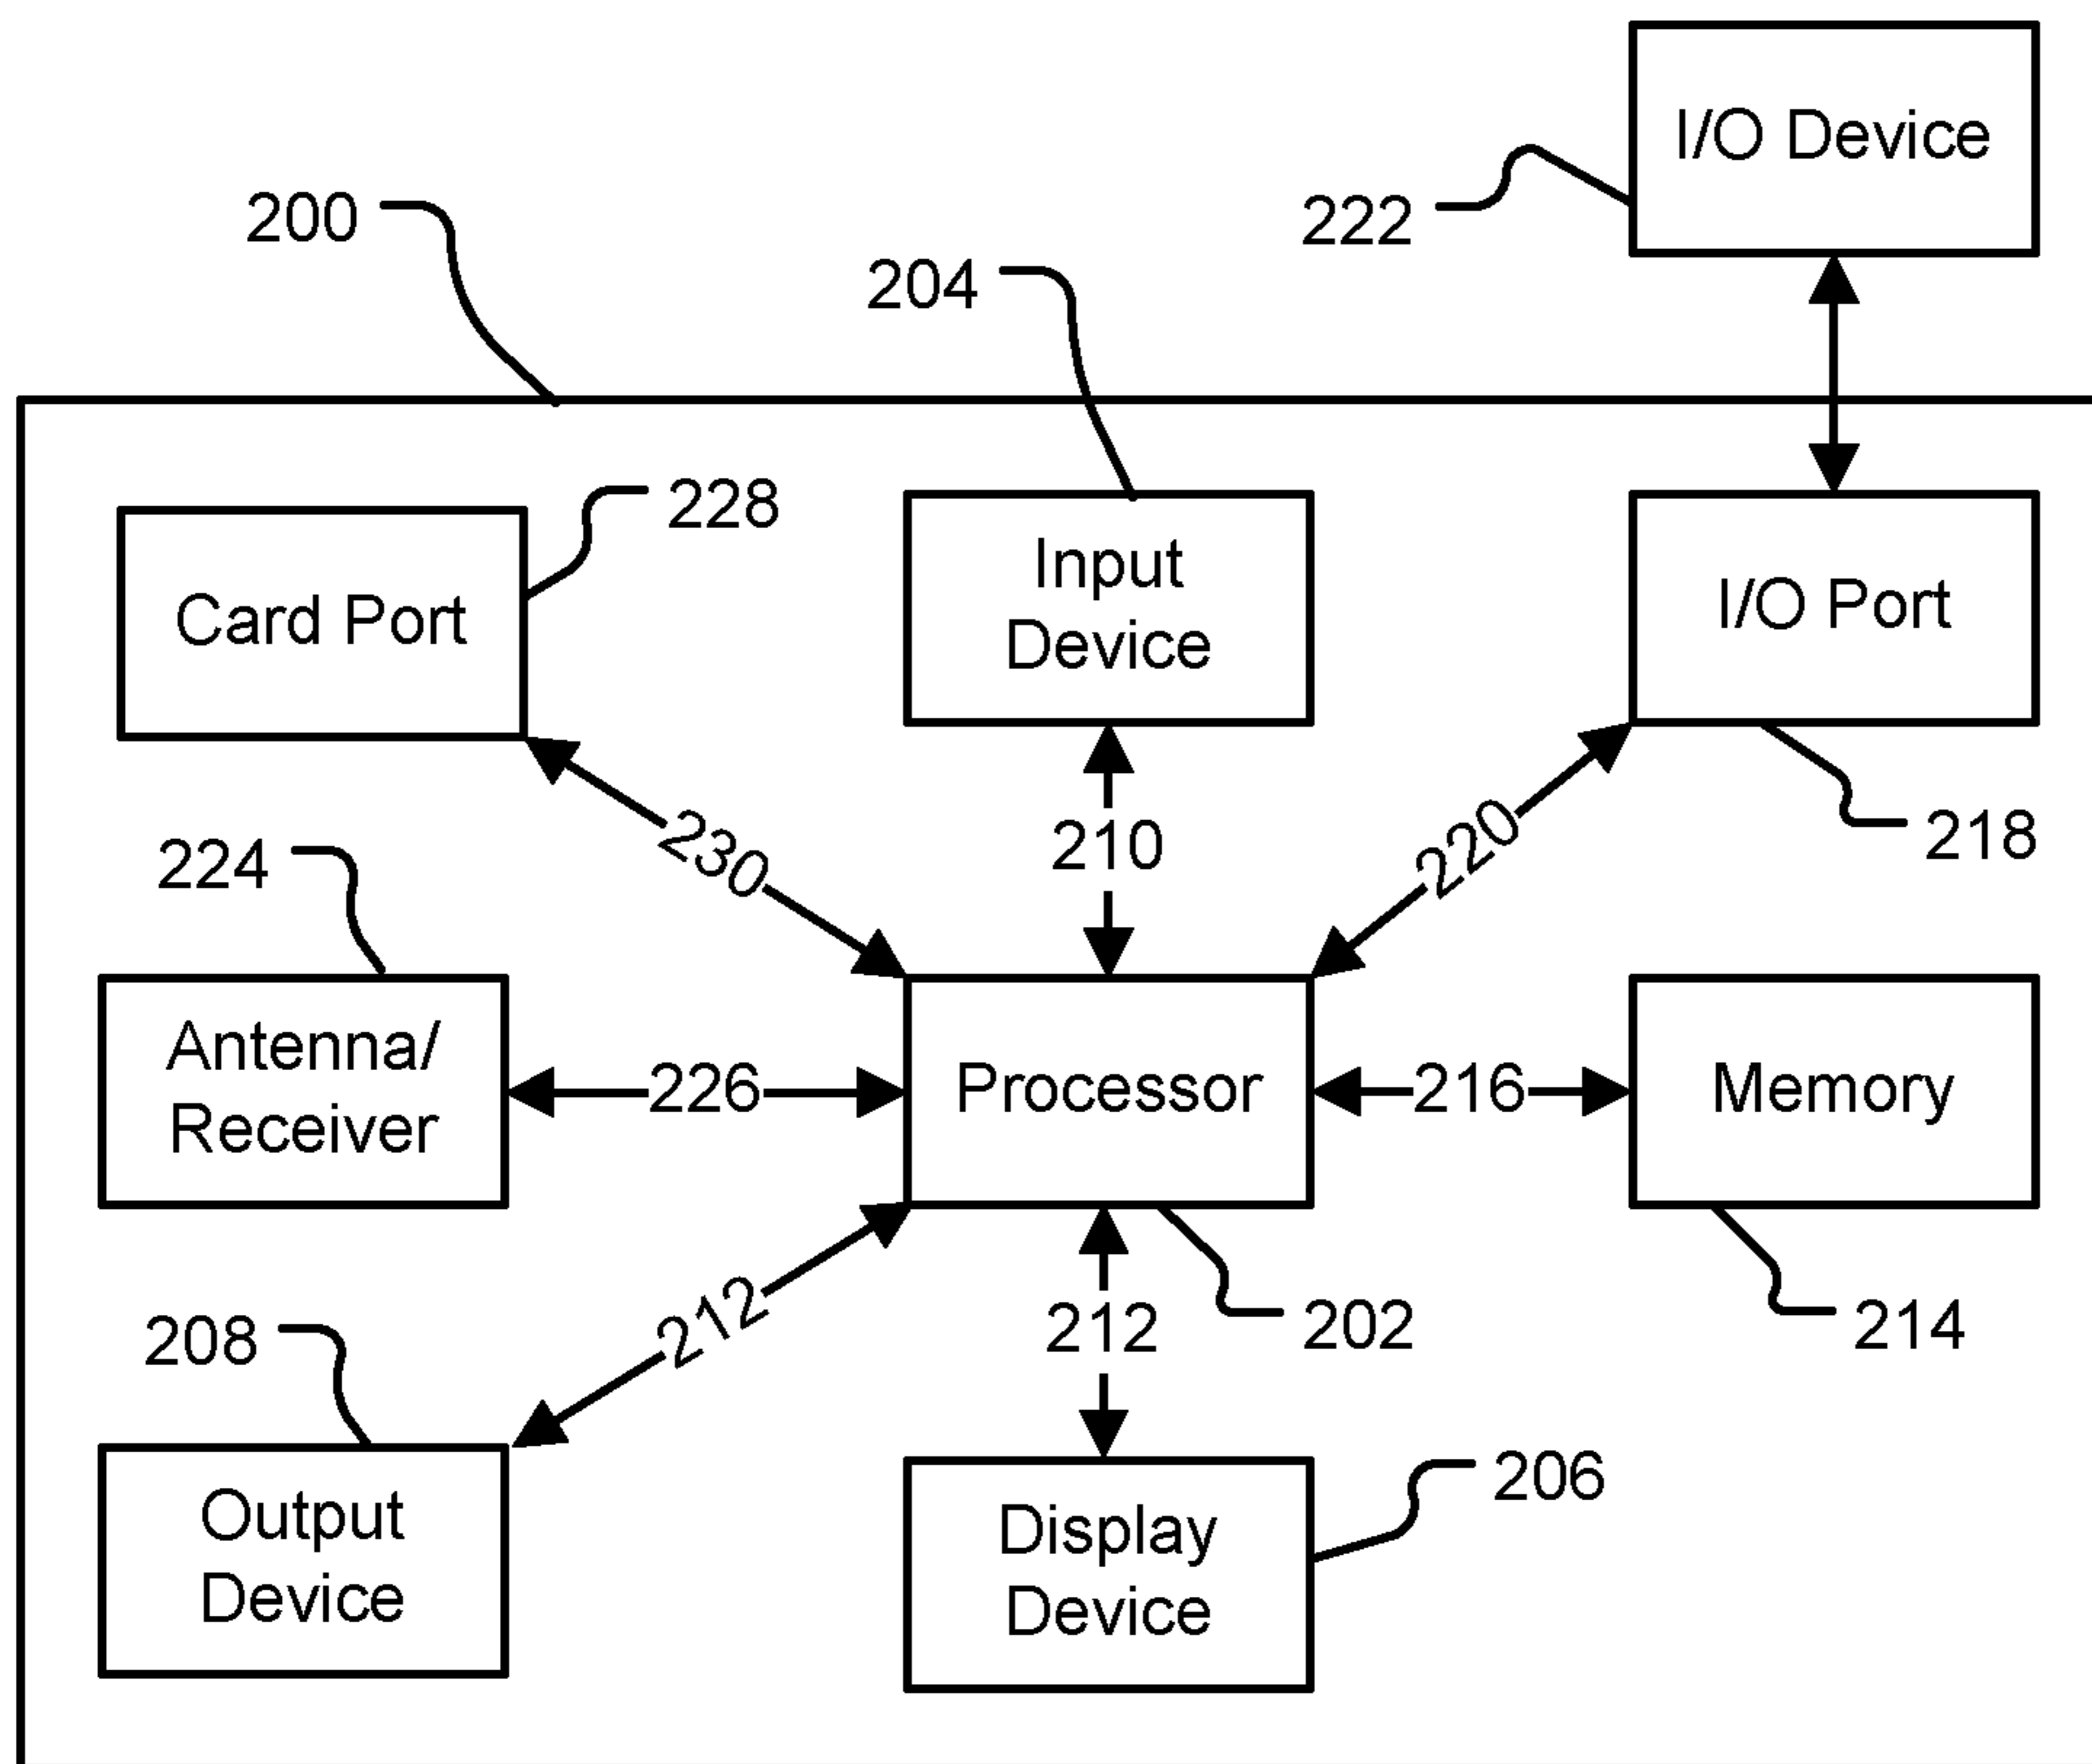 I/O Device
222
200
204
228
Card Port
Input
Device
I/O Port
218
230
210
220
224
Antenna/
Receiver
226
Processor
216
Memory
202
214
212
212
208
Output
Device
Display
Device
206